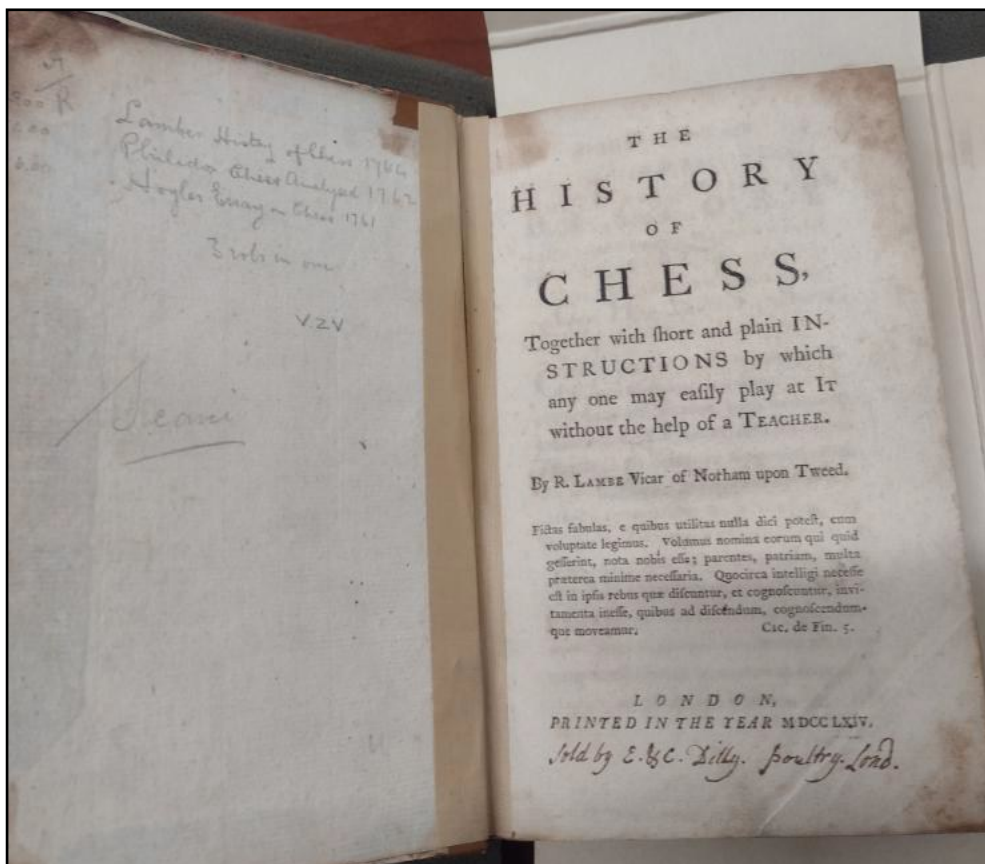 R
Lambes History of Chess 1764
Philidor Chess Analyzed 1762
Hoyles Essay on Chess 1761
3 vols in one
VZV
THE
HISTORY
OF
CHESS,
Together with ſhort and plain IN-
STRUCTIONS by which
any one may eaſily play at IT
without the help of a TEACHER.
By R. LAMBE Vicar of Norham upon Tweed.
Fictas fabulas, e quibus utilitas nulla dici poteſt, cum
voluptate legimus. Volumus nomina eorum qui quid
geſſerint, nota nobis eſſe; parentes, patriam, multa
præterea minime neceſſaria. Quocirca intelligi neceſſe
eſt in ipſis rebus quæ diſcuntur, et cognoſcuntur, invi-
tamenta ineſſe, quibus ad diſcendum, cognoſcendum-
que moveamur. CIC. de Fin. 5.
LONDON,
PRINTED IN THE YEAR MDCCLXIV.
Sold by E. & C. Dilly. Poultry. Lond.